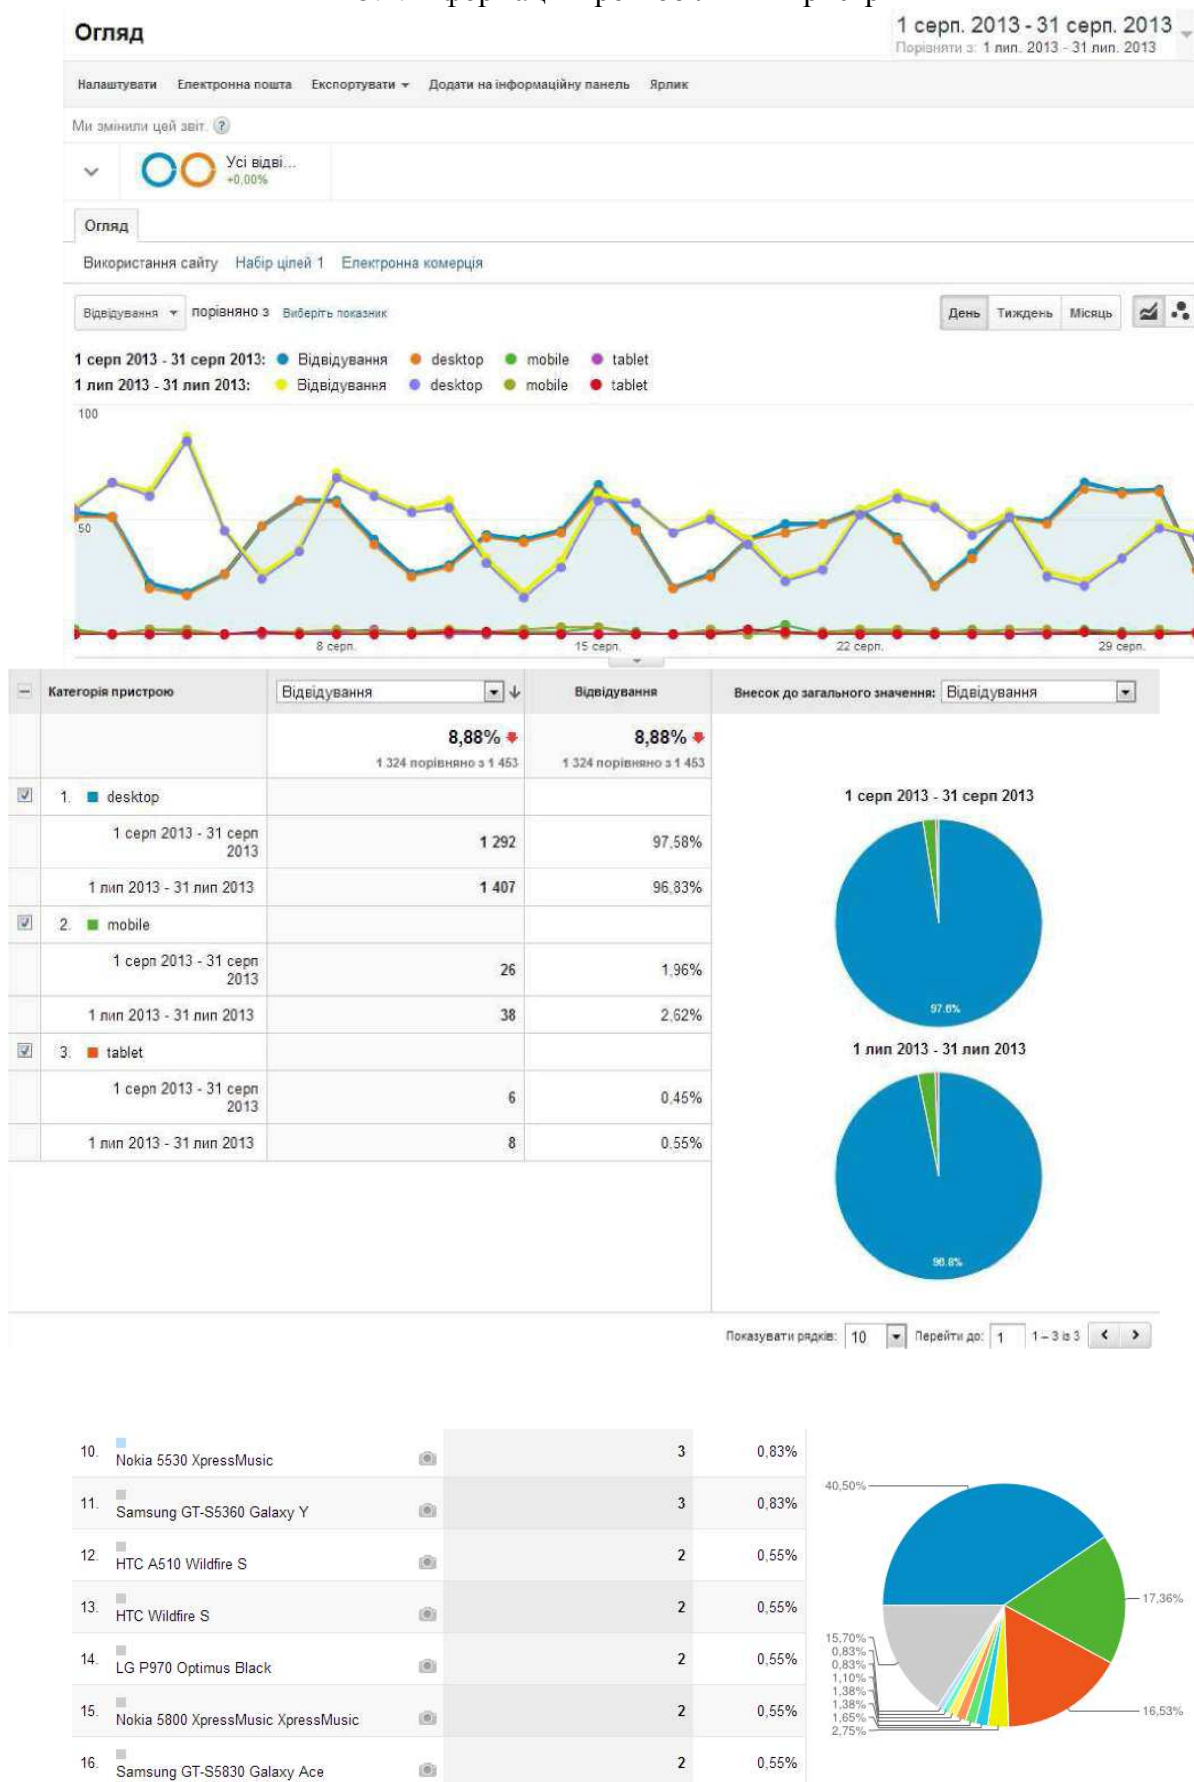 Огляд
1 серп. 2013 - 31 серп. 2013
Порівняти з: 1 лип. 2013 - 31 лип. 2013
Налаштувати Електронна пошта Експортувати Додати на інформаційну панель Ярлик
Ми змінили цей звіт. ?
Усі відві...
+0,00%
Огляд
Використання сайту Набір цілей 1 Електронна комерція
Відвідування порівняно з Виберіть показник
День Тиждень Місяць
1 серп 2013 - 31 серп 2013: Відвідування desktop mobile tablet
1 лип 2013 - 31 лип 2013: Відвідування desktop mobile tablet
100
50
8 серп. 15 серп. 22 серп. 29 серп.
Категорія пристрою Відвідування Відвідування Внесок до загального значення: Відвідування
8,88% 8,88%
1 324 порівняно з 1 453 1 324 порівняно з 1 453
1. desktop
1 серп 2013 - 31 серп 2013 1 292 97,58%
1 лип 2013 - 31 лип 2013 1 407 96,83%
2. mobile
1 серп 2013 - 31 серп 2013 26 1,96%
1 лип 2013 - 31 лип 2013 38 2,62%
3. tablet
1 серп 2013 - 31 серп 2013 6 0,45%
1 лип 2013 - 31 лип 2013 8 0,55%
1 серп 2013 - 31 серп 2013
97.6%
1 лип 2013 - 31 лип 2013
96.8%
Показувати рядків: 10 Перейти до: 1 1 – 3 із 3
10. Nokia 5530 XpressMusic 3 0,83%
11. Samsung GT-S5360 Galaxy Y 3 0,83%
12. HTC A510 Wildfire S 2 0,55%
13. HTC Wildfire S 2 0,55%
14. LG P970 Optimus Black 2 0,55%
15. Nokia 5800 XpressMusic XpressMusic 2 0,55%
16. Samsung GT-S5830 Galaxy Ace 2 0,55%
40,50%
17,36%
15,70%
0,83%
0,83%
1,10%
1,38%
1,38%
1,65%
2,75%
16,53%